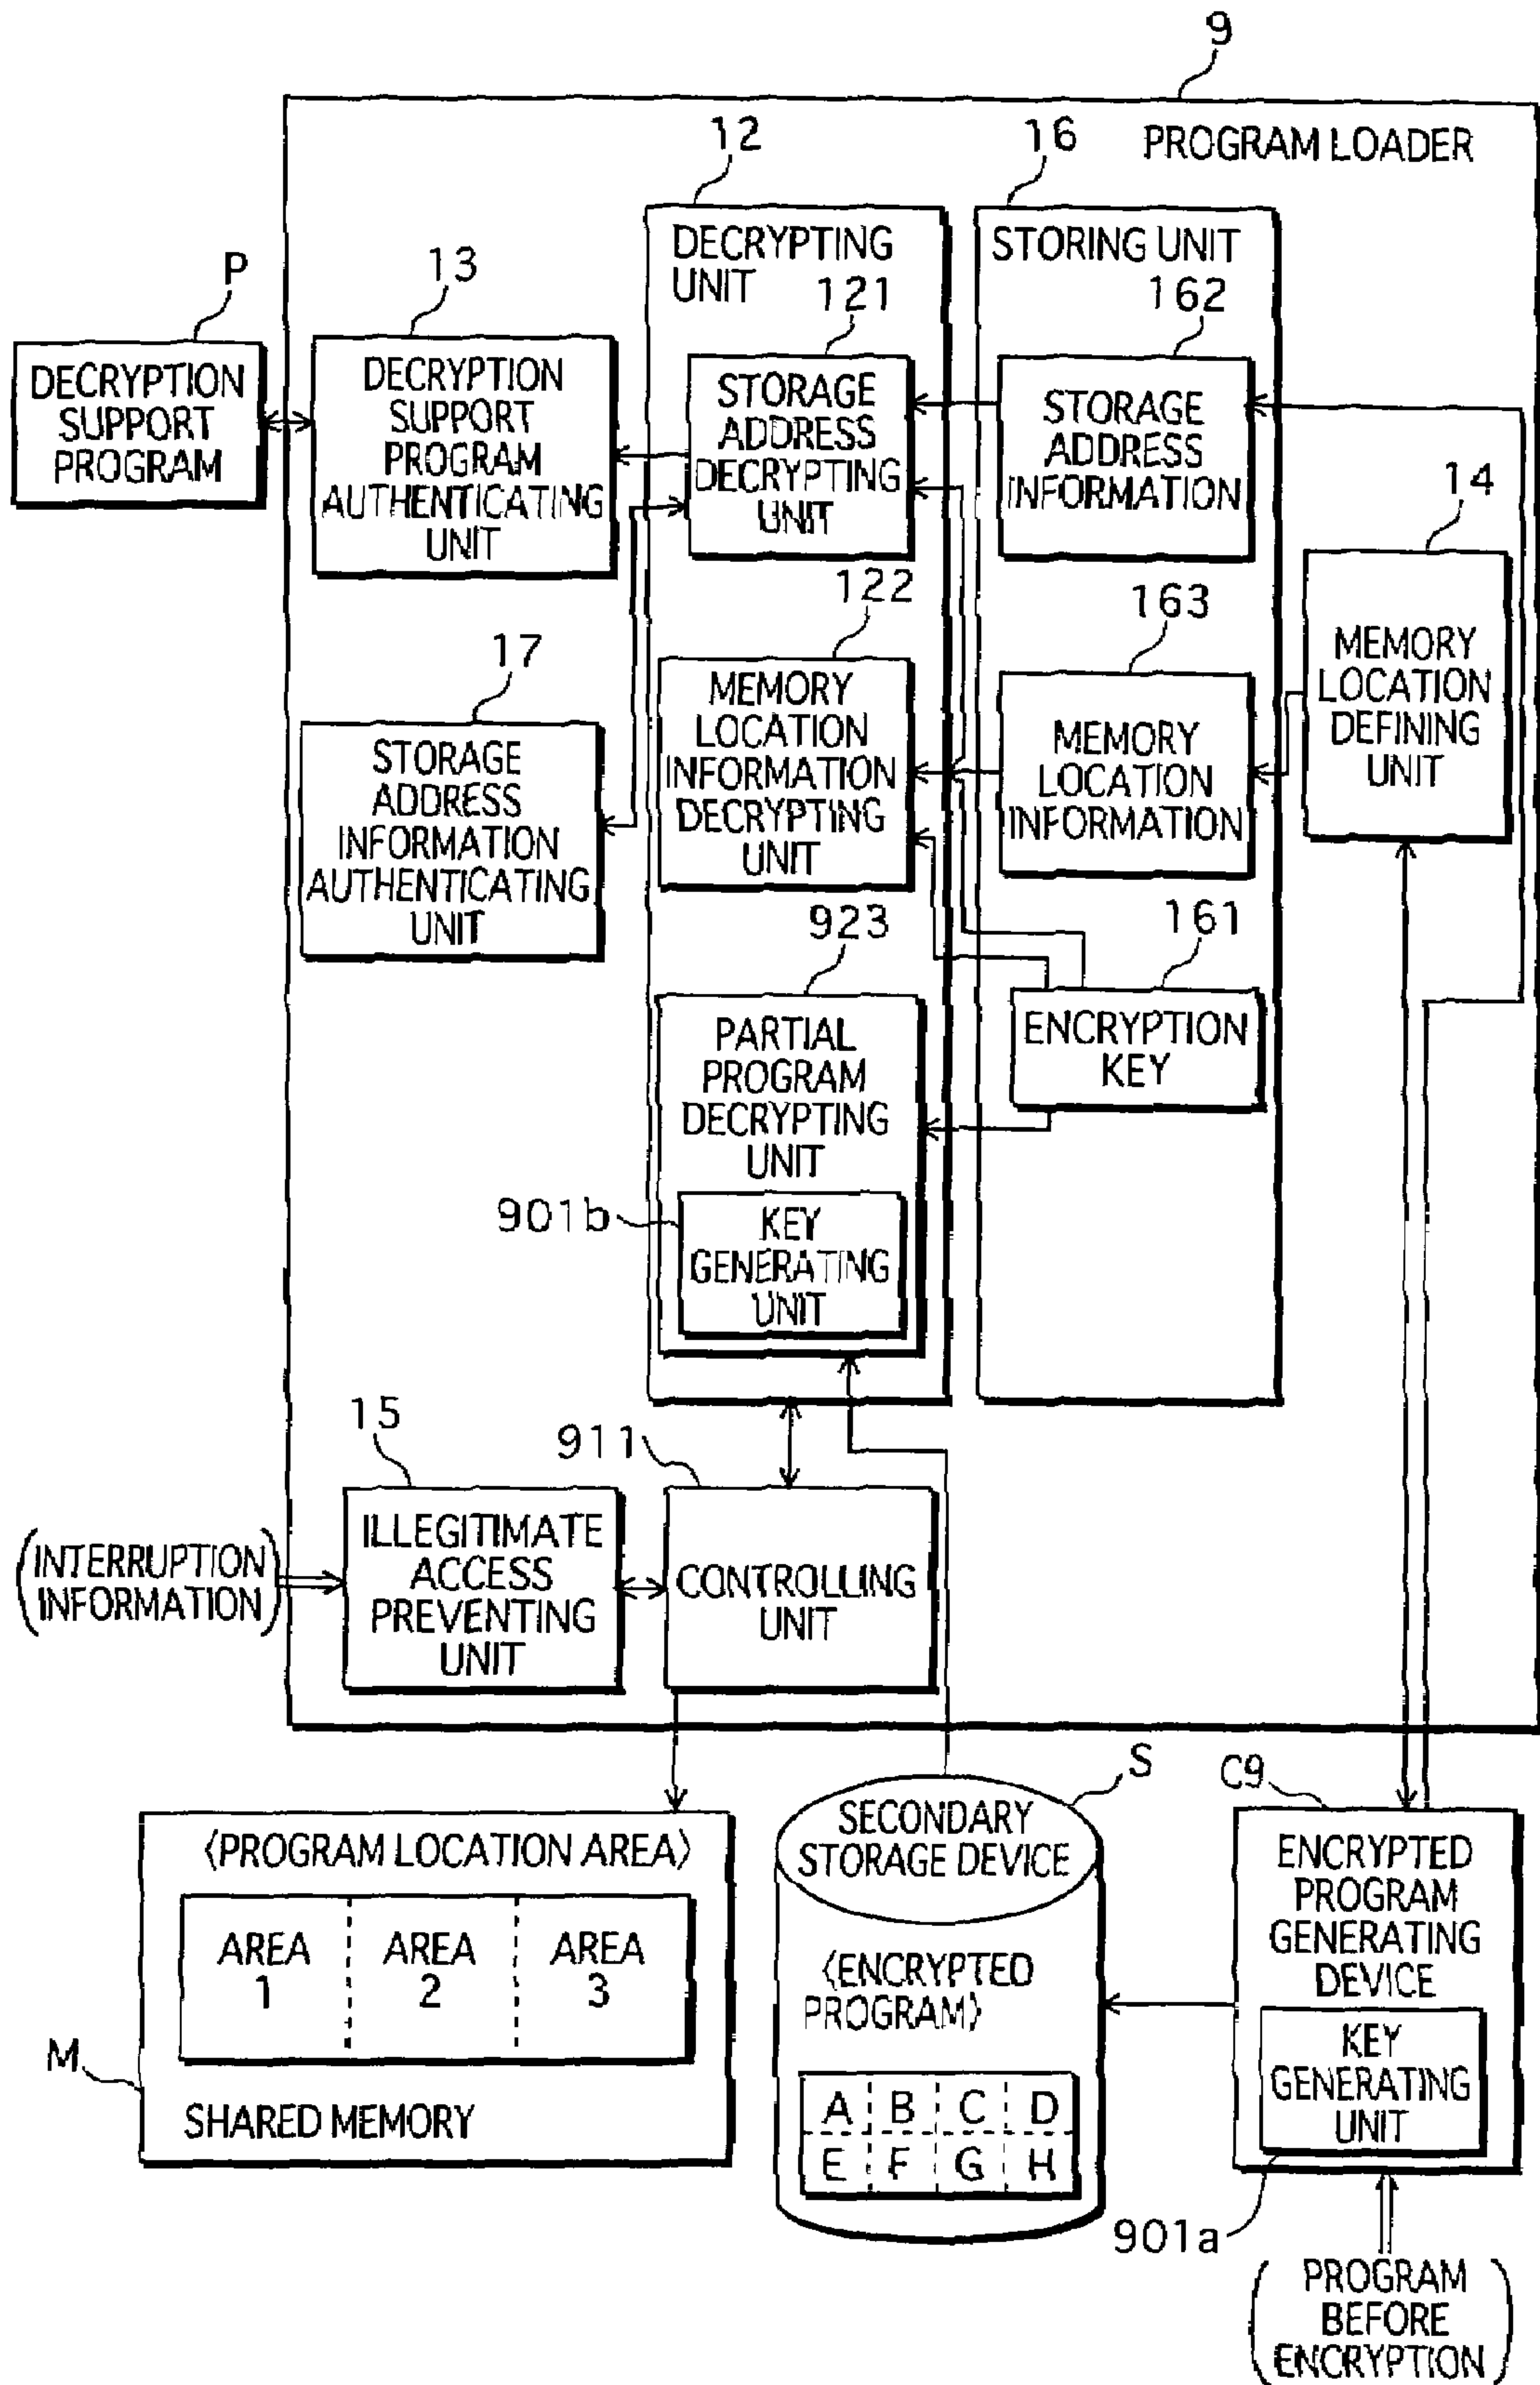 9
PROGRAM LOADER
12
16
DECRYPTING
UNIT
STORING UNIT
P
13
121
162
DECRYPTION
SUPPORT
PROGRAM
DECRYPTION
SUPPORT
PROGRAM
AUTHENTICATING
UNIT
STORAGE
ADDRESS
DECRYPTING
UNIT
STORAGE
ADDRESS
INFORMATION
14
122
163
MEMORY
LOCATION
DEFINING
UNIT
17
STORAGE
ADDRESS
INFORMATION
AUTHENTICATING
UNIT
MEMORY
LOCATION
INFORMATION
DECRYPTING
UNIT
MEMORY
LOCATION
INFORMATION
923
161
PARTIAL
PROGRAM
DECRYPTING
UNIT
ENCRYPTION
KEY
901b
KEY
GENERATING
UNIT
15
911
(INTERRUPTION
INFORMATION)
ILLEGITIMATE
ACCESS
PREVENTING
UNIT
CONTROLLING
UNIT
S
C9
〈PROGRAM LOCATION AREA〉
AREA
1
AREA
2
AREA
3
M
SHARED MEMORY
SECONDARY
STORAGE DEVICE
〈ENCRYPTED
PROGRAM〉
A B C D
E F G H
ENCRYPTED
PROGRAM
GENERATING
DEVICE
KEY
GENERATING
UNIT
901a
(PROGRAM
BEFORE
ENCRYPTION)